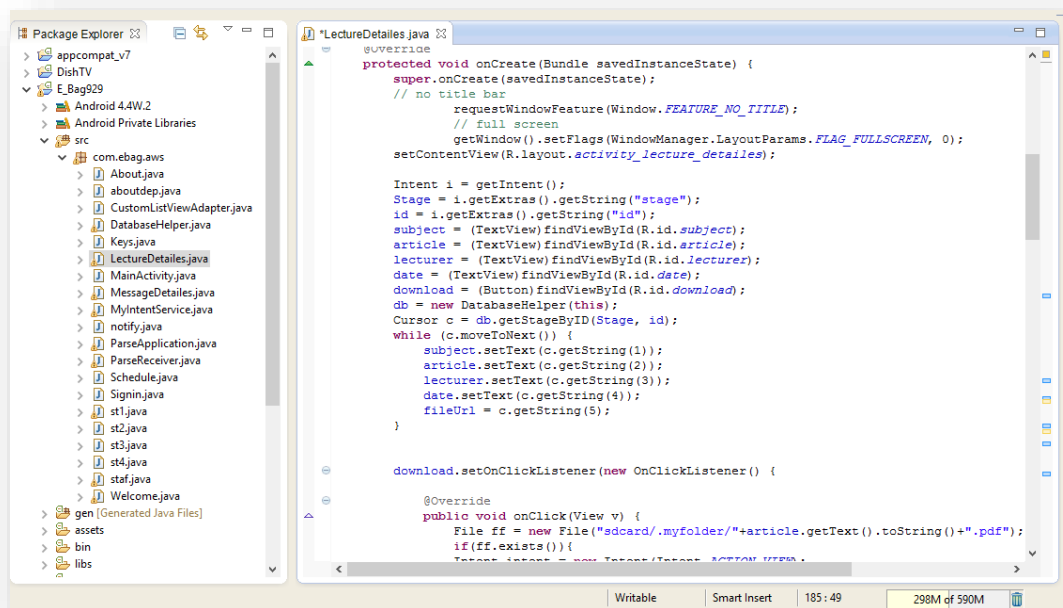 Package Explorer
appcompat_v7
DishTV
E_Bag929
Android 4.4W.2
Android Private Libraries
src
com.ebag.aws
About.java
aboutdep.java
CustomListViewAdapter.java
DatabaseHelper.java
Keys.java
LectureDetailes.java
MainActivity.java
MessageDetailes.java
MyIntentService.java
notify.java
ParseApplication.java
ParseReceiver.java
Schedule.java
Signin.java
st1.java
st2.java
st3.java
st4.java
staf.java
Welcome.java
gen [Generated Java Files]
assets
bin
libs
*LectureDetailes.java
@Override
protected void onCreate(Bundle savedInstanceState) {
super.onCreate(savedInstanceState);
// no title bar
requestWindowFeature(Window.FEATURE_NO_TITLE);
// full screen
getWindow().setFlags(WindowManager.LayoutParams.FLAG_FULLSCREEN, 0);
setContentView(R.layout.activity_lecture_detailes);
Intent i = getIntent();
Stage = i.getExtras().getString("stage");
id = i.getExtras().getString("id");
subject = (TextView)findViewById(R.id.subject);
article = (TextView)findViewById(R.id.article);
lecturer = (TextView)findViewById(R.id.lecturer);
date = (TextView)findViewById(R.id.date);
download = (Button)findViewById(R.id.download);
db = new DatabaseHelper(this);
Cursor c = db.getStageByID(Stage, id);
while (c.moveToNext()) {
subject.setText(c.getString(1));
article.setText(c.getString(2));
lecturer.setText(c.getString(3));
date.setText(c.getString(4));
fileUrl = c.getString(5);
}
download.setOnClickListener(new OnClickListener() {
@Override
public void onClick(View v) {
File ff = new File("sdcard/.myfolder/"+article.getText().toString()+".pdf");
if(ff.exists()){
Intent intent = new Intent(Intent.ACTION_VIEW);
Writable
Smart Insert
185 : 49
298M of 590M